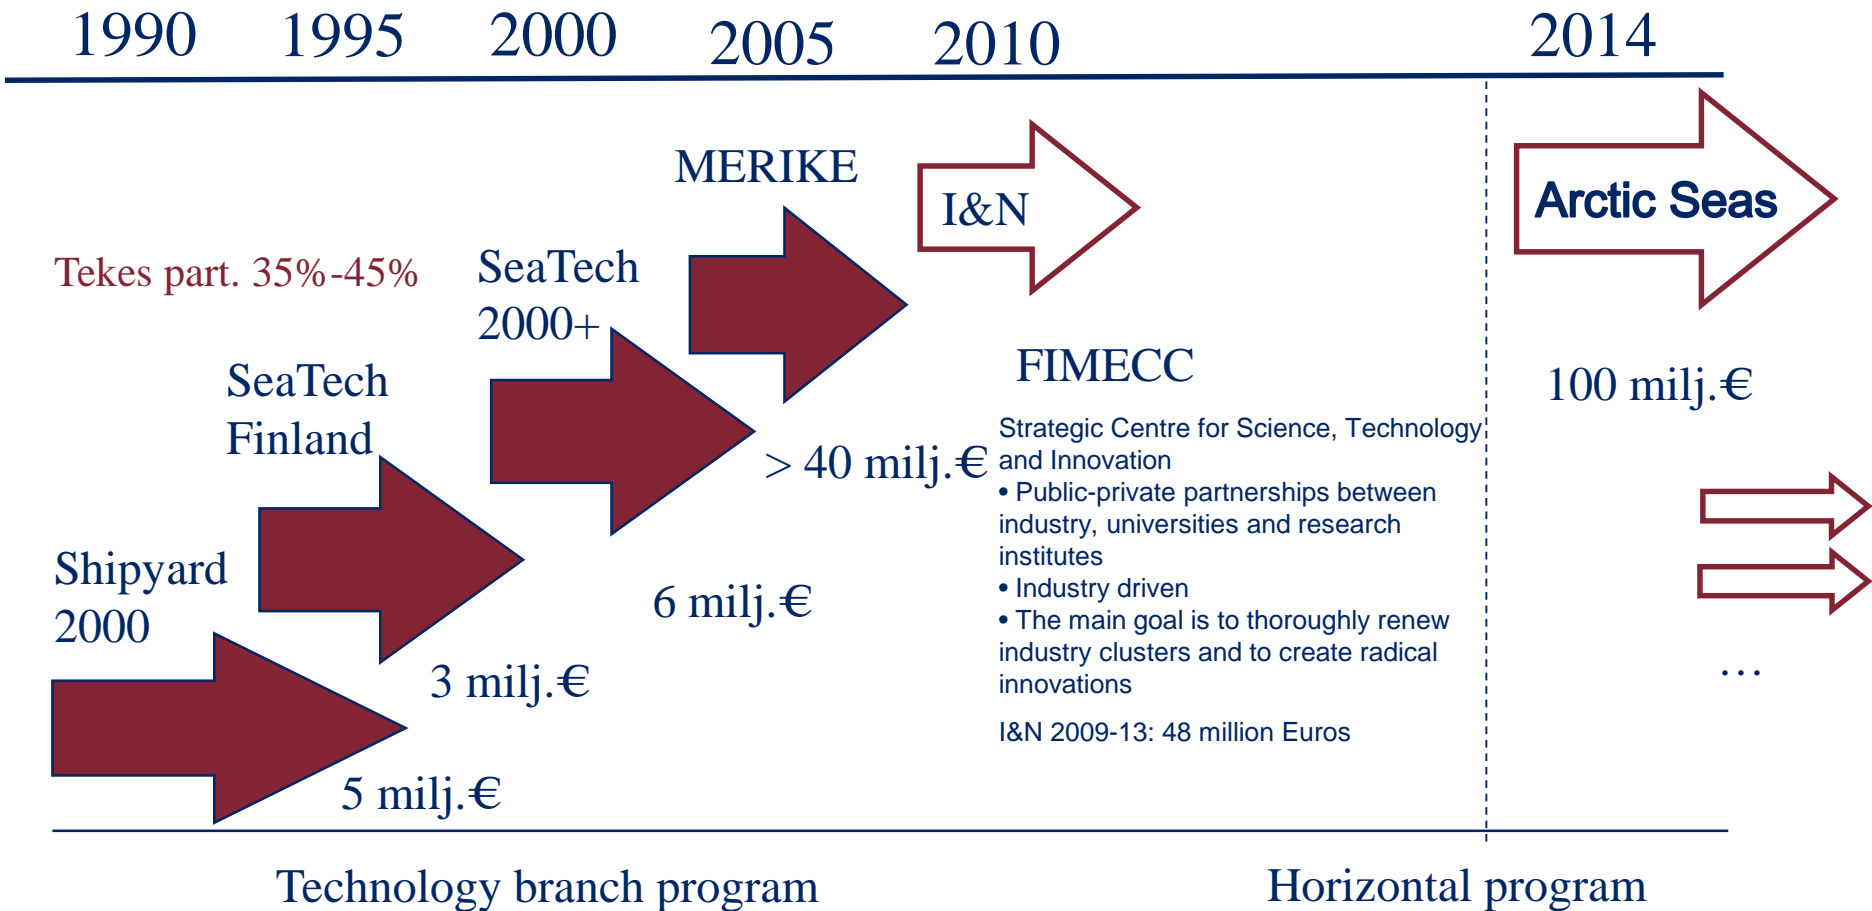 1990 1995 2000 2005 2010 2014
MERIKE
I&N
Arctic Seas
Tekes part. 35%-45%
SeaTech
2000+
SeaTech
Finland
Shipyard
2000
> 40 milj.€
6 milj.€
3 milj.€
5 milj.€
FIMECC
Strategic Centre for Science, Technology
and Innovation
• Public-private partnerships between
industry, universities and research
institutes
• Industry driven
• The main goal is to thoroughly renew
industry clusters and to create radical
innovations
I&N 2009-13: 48 million Euros
100 milj.€
…
Technology branch program
Horizontal program